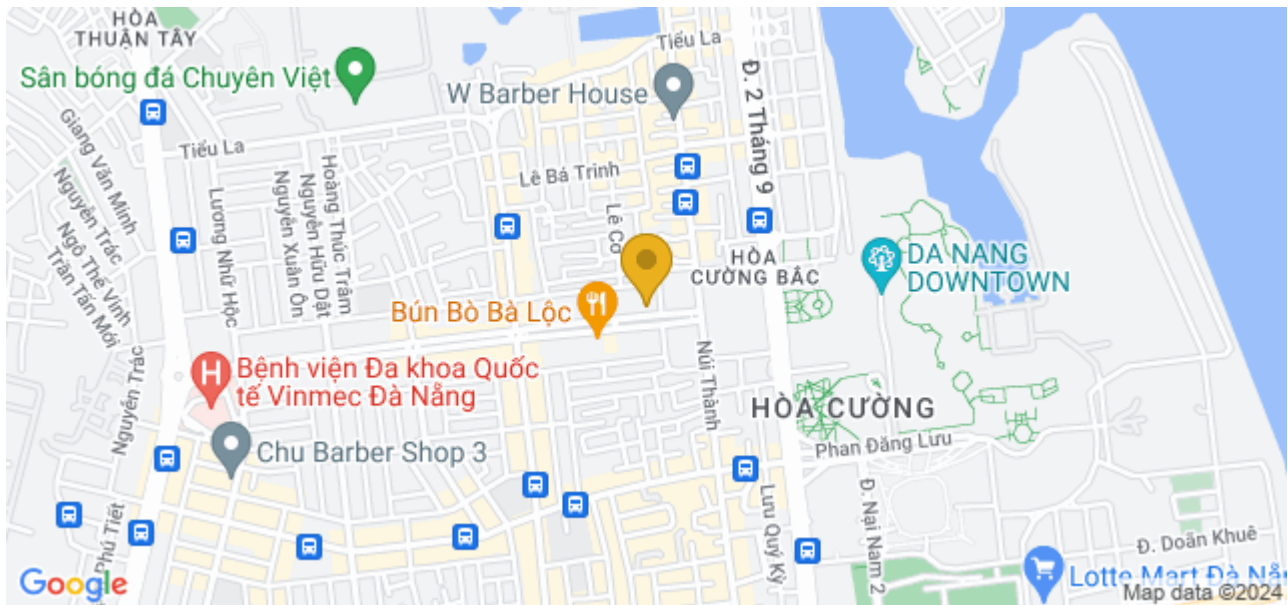 HÒA
THUẬN TÂY
Sân bóng đá Chuyên Việt
Tiểu La
W Barber House
Đ. 2 Tháng 9
Tiểu La
Giang Văn Minh
Nguyễn Trác
Ngô Thế Vinh
Trần Tấn Mới
Lương Nhữ Hộc
Hoàng Thúc Trâm
Nguyễn Hữu Dật
Nguyễn Xuân Ôn
Lê Bá Trinh
Lê Cơ
HÒA
CƯỜNG BẮC
DA NANG
DOWNTOWN
Bún Bò Bà Lộc
Bệnh viện Đa khoa Quốc
tế Vinmec Đà Nẵng
H
Nguyễn Trác
Núi Thành
HÒA CƯỜNG
Phan Đăng Lưu
Chu Barber Shop 3
Phú Tiết
Lưu Quý Kỳ
Đ. Nại Nam 2
Đ. Doãn Khuê
Lotte Mart Đà Nẵn
Google
Map data ©2024